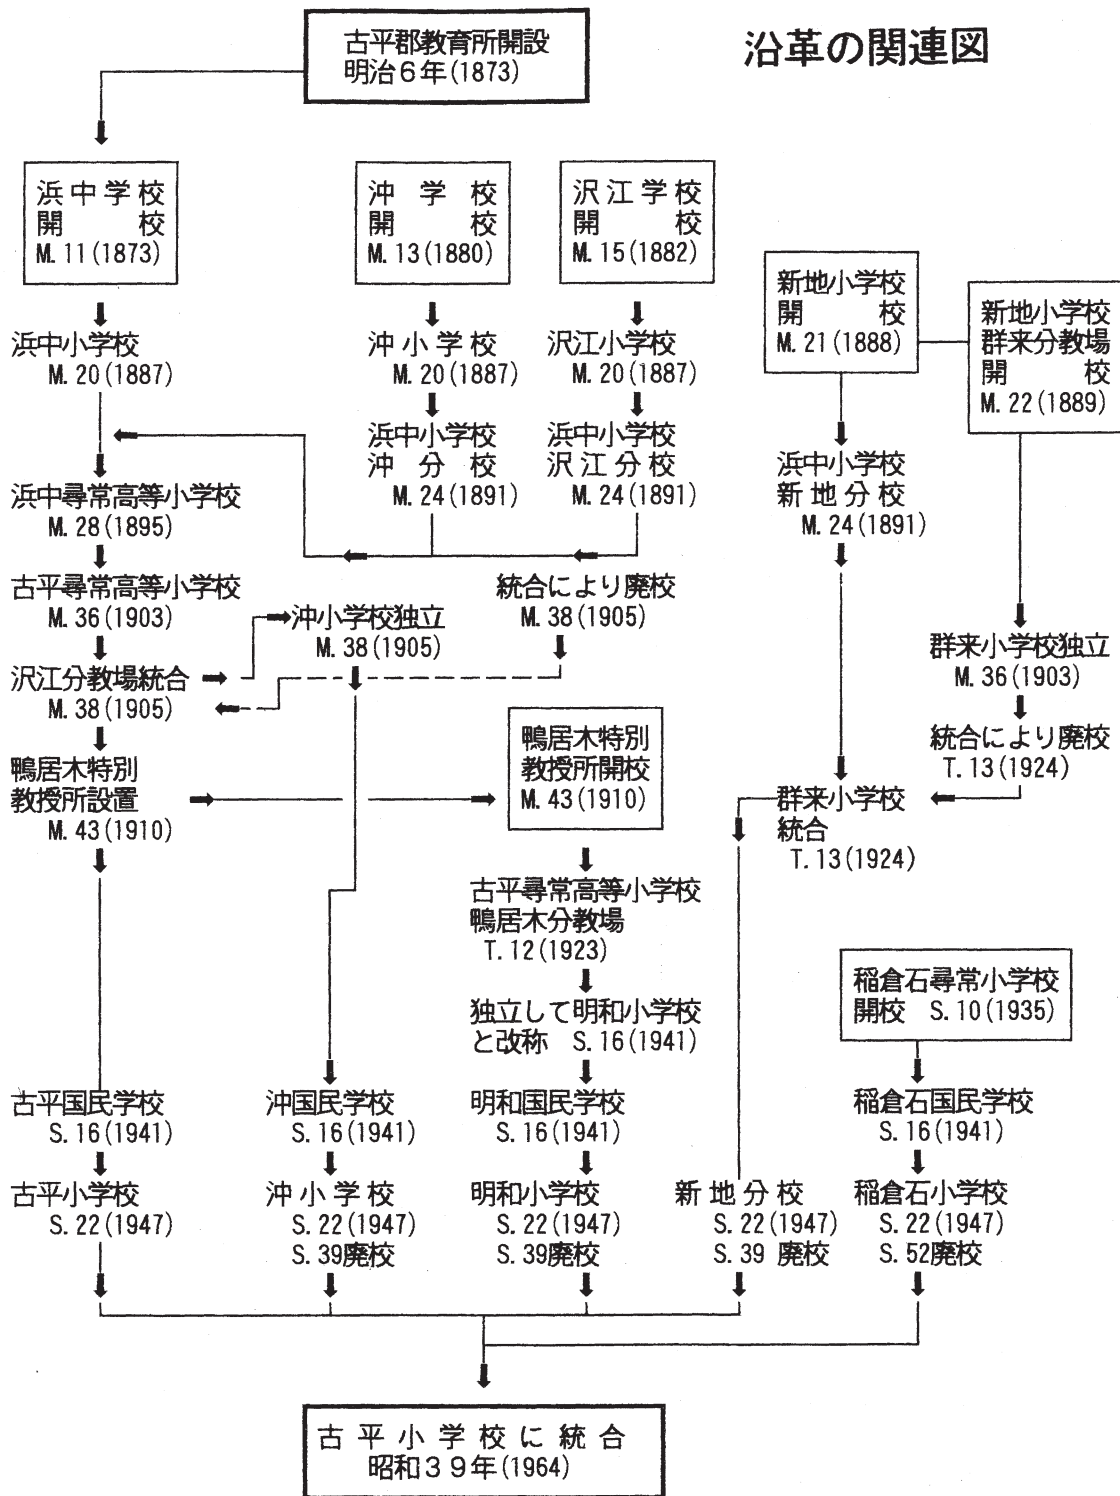 沿革の関連図
古平郡教育所開設
明治6年(1873)
浜中学校
開校
M.11(1873)
沖学校
開校
M.13(1880)
沢江学校
開校
M.15(1882)
新地小学校
開校
M.21(1888)
新地小学校
群来分教場
開校
M.22(1889)
浜中小学校
M.20(1887)
沖小学校
M.20(1887)
沢江小学校
M.20(1887)
浜中小学校
沖分校
M.24(1891)
浜中小学校
沢江分校
M.24(1891)
浜中小学校
新地分校
M.24(1891)
浜中尋常高等小学校
M.28(1895)
古平尋常高等小学校
M.36(1903)
沖小学校独立
M.38(1905)
統合により廃校
M.38(1905)
群来小学校独立
M.36(1903)
沢江分教場統合
M.38(1905)
統合により廃校
T.13(1924)
鴨居木特別
教授所設置
M.43(1910)
鴨居木特別
教授所開校
M.43(1910)
群来小学校
統合
T.13(1924)
古平尋常高等小学校
鴨居木分教場
T.12(1923)
独立して明和小学校
と改称 S.16(1941)
稲倉石尋常小学校
開校 S.10(1935)
古平国民学校
S.16(1941)
沖国民学校
S.16(1941)
明和国民学校
S.16(1941)
稲倉石国民学校
S.16(1941)
古平小学校
S.22(1947)
沖小学校
S.22(1947)
S.39廃校
明和小学校
S.22(1947)
S.39廃校
新地分校
S.22(1947)
S.39 廃校
稲倉石小学校
S.22(1947)
S.52廃校
古平小学校に統合
昭和39年(1964)